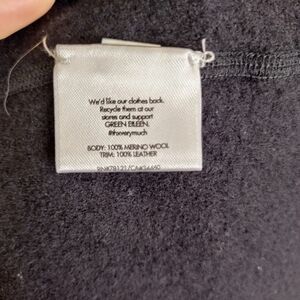 We'd like our clothes back.
Recycle them at our
stores and support
GREEN EILEEN.
BODY: 100% MERINO WOOL
TRIM: 100% LEATHER